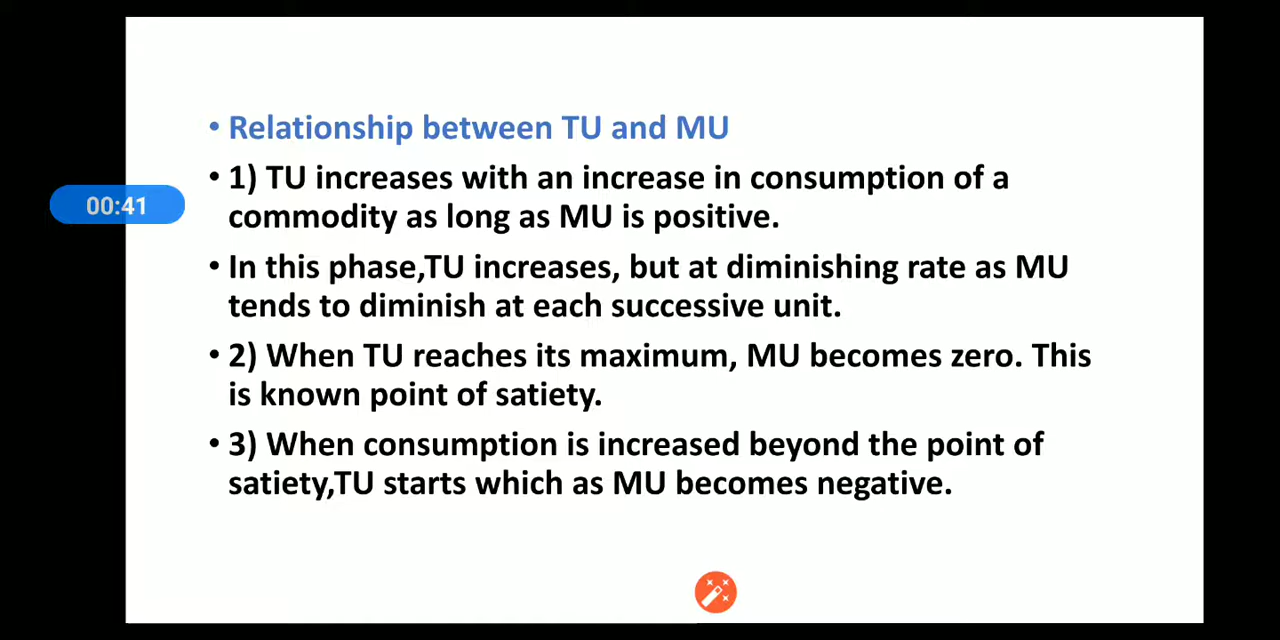 • Relationship between TU and MU
• 1) TU increases with an increase in consumption of a
commodity as long as MU is positive.
• In this phase,TU increases, but at diminishing rate as MU
tends to diminish at each successive unit.
• 2) When TU reaches its maximum, MU becomes zero. This
is known point of satiety.
• 3) When consumption is increased beyond the point of
satiety,TU starts which as MU becomes negative.
00:41